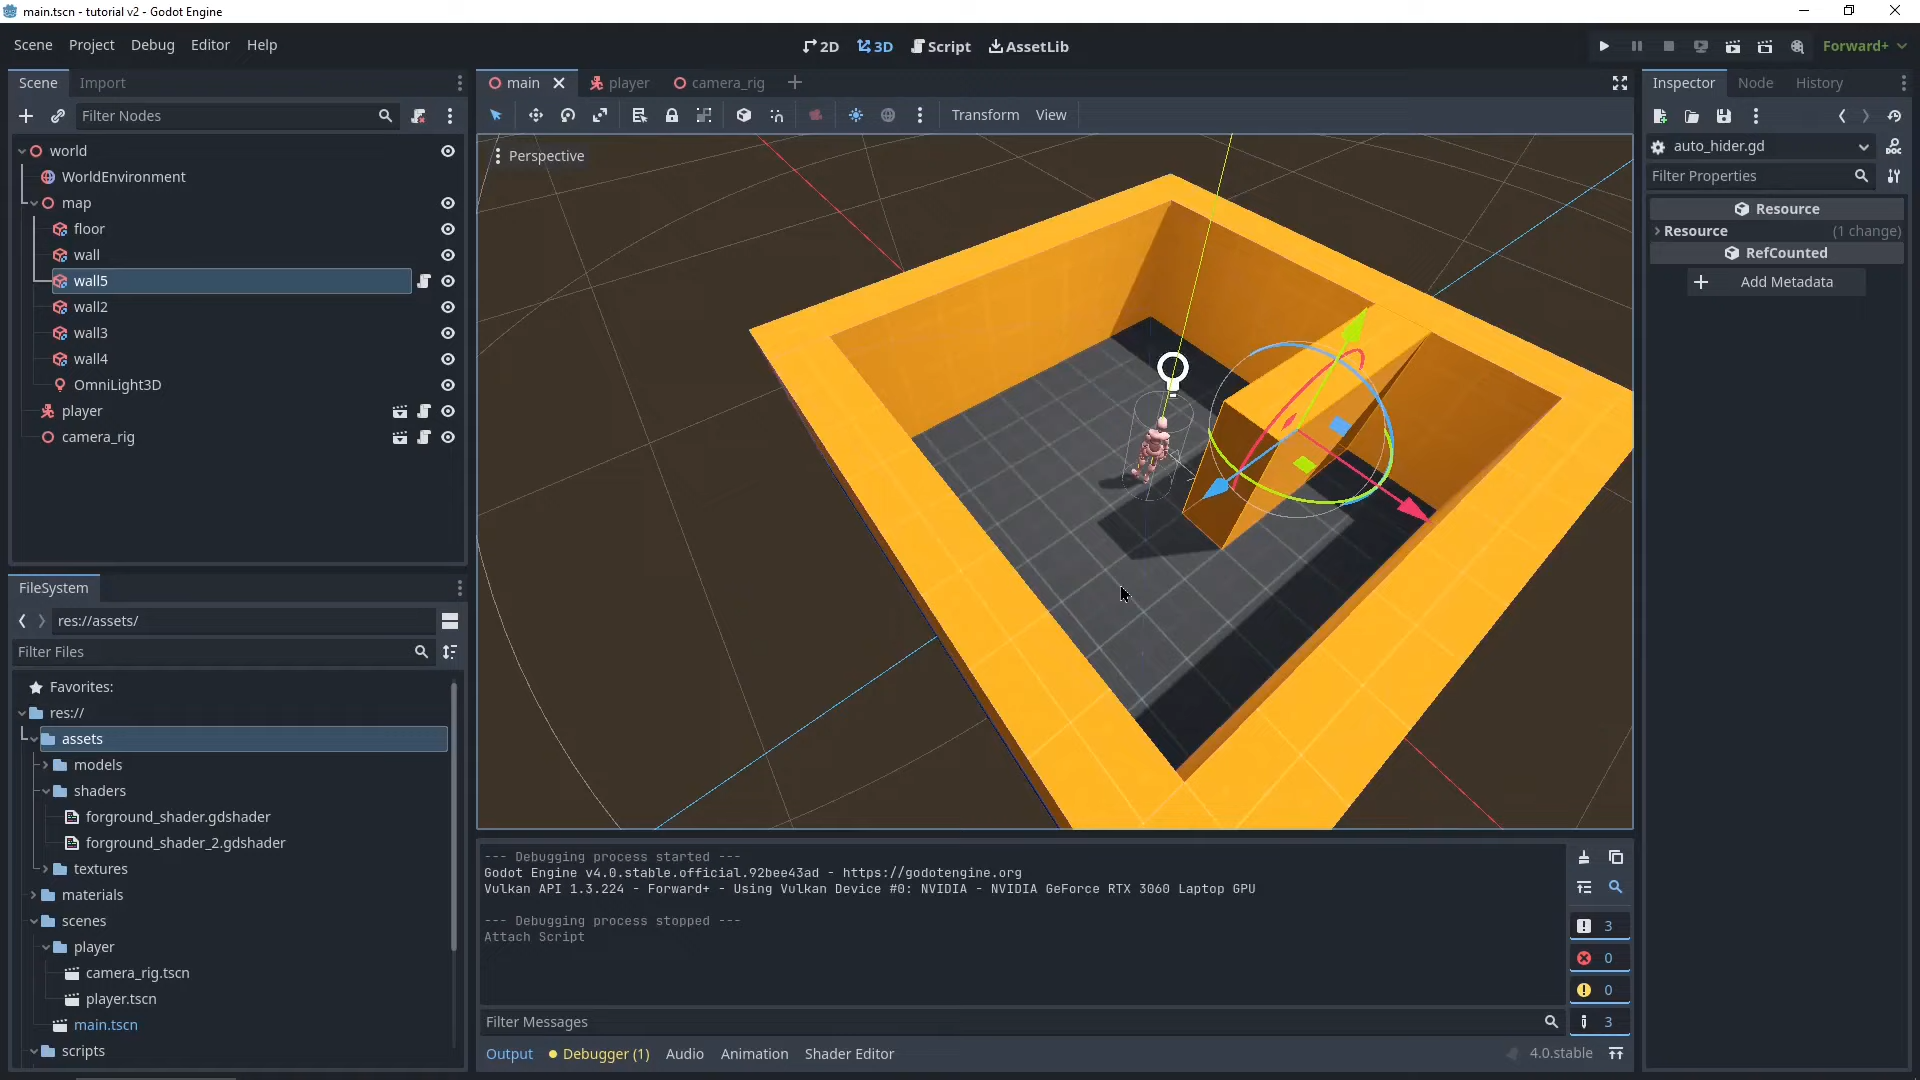 main.tscn - tutorial v2 - Godot Engine
Scene Project Debug Editor Help
2D 3D Script AssetLib
Forward+
Scene Import
Filter Nodes
world
WorldEnvironment
map
floor
wall
wall5
wall2
wall3
wall4
OmniLight3D
player
camera_rig
FileSystem
res://assets/
Filter Files
Favorites:
res://
assets
models
shaders
forground_shader.gdshader
forground_shader_2.gdshader
textures
materials
scenes
player
camera_rig.tscn
player.tscn
main.tscn
scripts
main player camera_rig
Transform View
Perspective
--- Debugging process started ---
Godot Engine v4.0.stable.official.92bee43ad - https://godotengine.org
Vulkan API 1.3.224 - Forward+ - Using Vulkan Device #0: NVIDIA - NVIDIA GeForce RTX 3060 Laptop GPU
--- Debugging process stopped ---
Attach Script
3
0
0
3
Filter Messages
Output Debugger (1) Audio Animation Shader Editor
4.0.stable
Inspector Node History
auto_hider.gd
DOC
Filter Properties
Resource
Resource (1 change)
RefCounted
Add Metadata